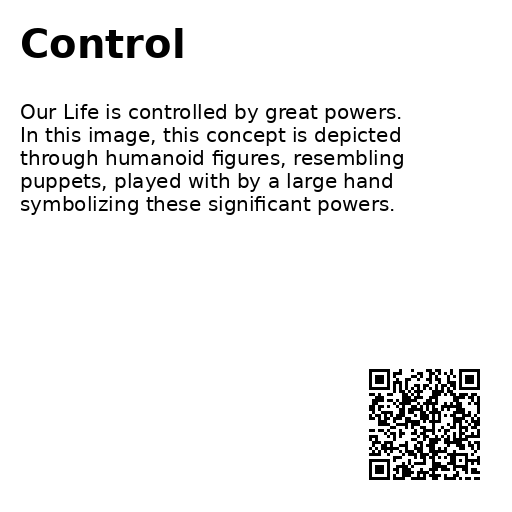 Control
Our Life is controlled by great powers.
In this image, this concept is depicted
through humanoid figures, resembling
puppets, played with by a large hand
symbolizing these significant powers.